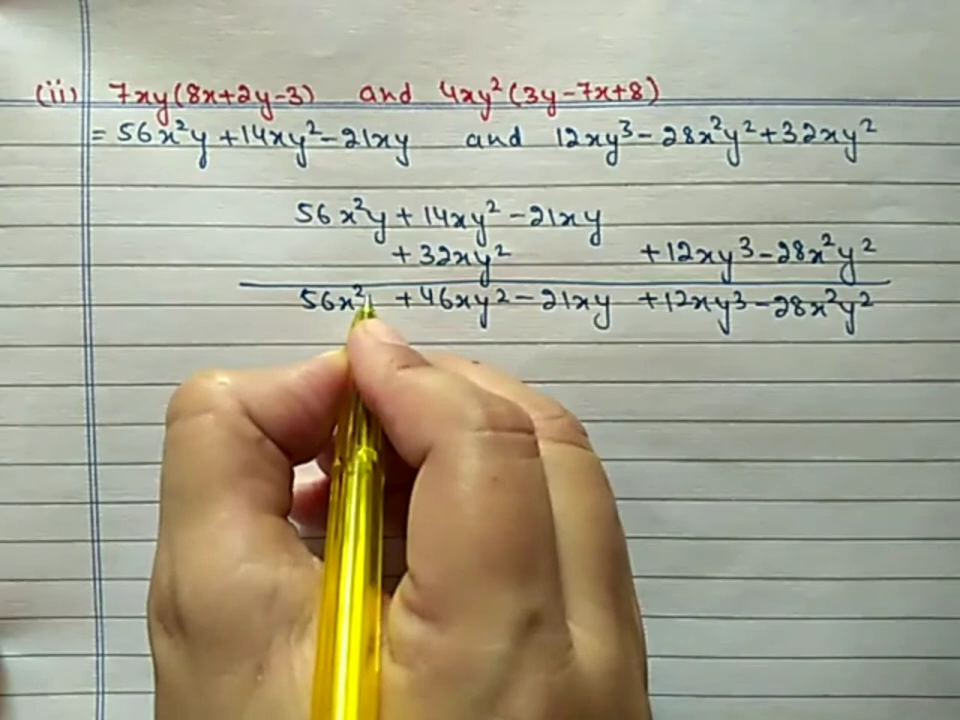 (ii) 7xy(8x+2y-3) and 4xy²(3y-7x+8)
= 56x²y +14xy²-21xy and 12xy³-28x²y²+32xy²
56x²y + 14xy² -21xy
+32xy² +12xy³-28x²y²
56x² +46xy²-21xy +12xy³-28x²y²